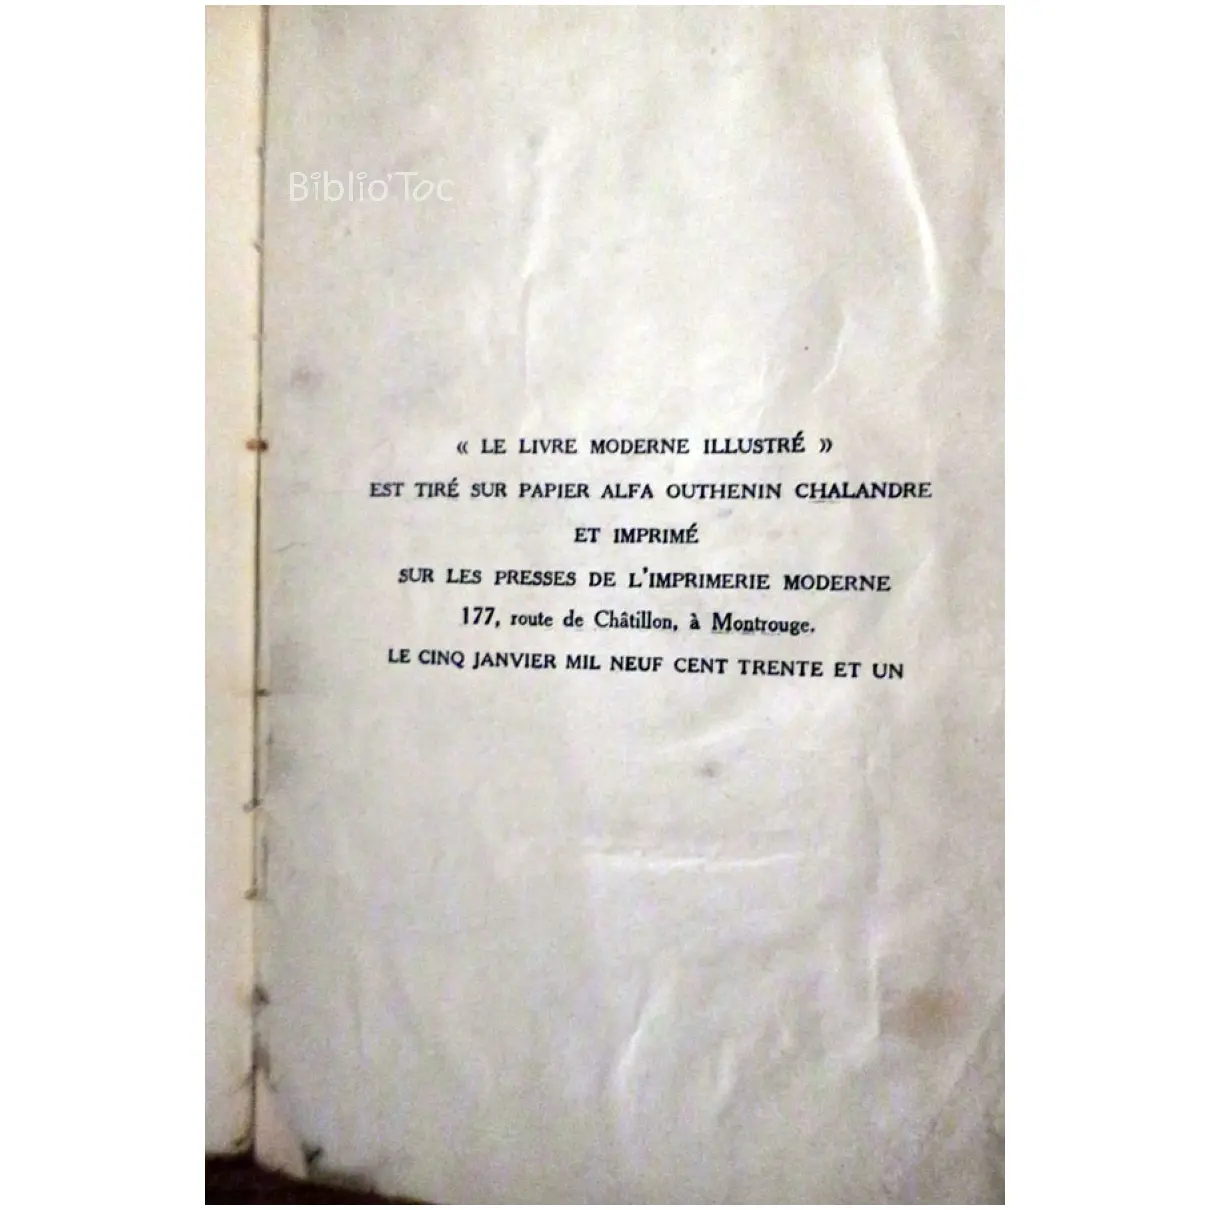 Biblio'Toc
« LE LIVRE MODERNE ILLUSTRÉ »
EST TIRÉ SUR PAPIER ALFA OUTHENIN CHALANDRE
ET IMPRIMÉ
SUR LES PRESSES DE L'IMPRIMERIE MODERNE
177, route de Châtillon, à Montrouge.
LE CINQ JANVIER MIL NEUF CENT TRENTE ET UN